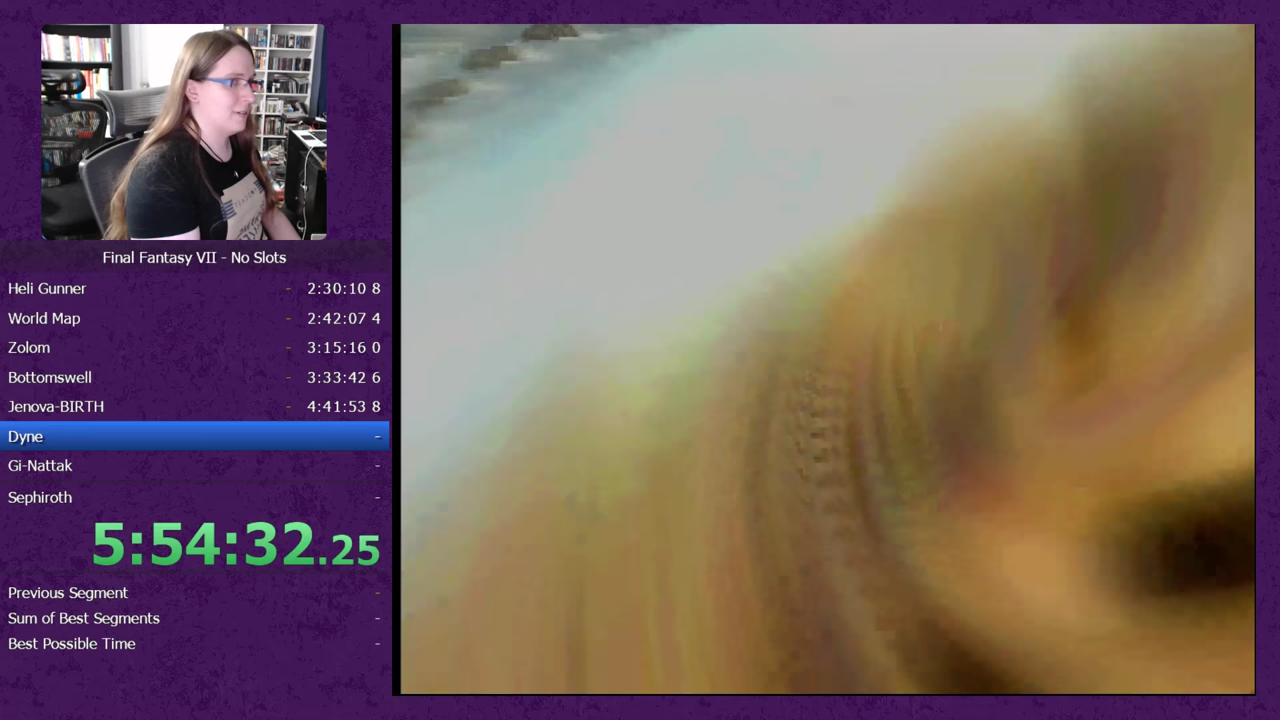 Final Fantasy VII - No Slots
Heli Gunner - 2:30:10 8
World Map - 2:42:07 4
Zolom - 3:15:16 0
Bottomswell - 3:33:42 6
Jenova-BIRTH - 4:41:53 8
Dyne -
Gi-Nattak -
Sephiroth -
5:54:32.25
Previous Segment -
Sum of Best Segments -
Best Possible Time -